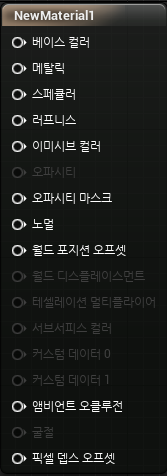 NewMaterial1
베이스 컬러
메탈릭
스페큘러
러프니스
이미시브 컬러
오파시티
오파시티 마스크
노멀
월드 포지션 오프셋
월드 디스플레이스먼트
테셀레이션 멀티플라이어
서브서피스 컬러
커스텀 데이터 0
커스텀 데이터 1
앰비언트 오클루전
굴절
픽셀 뎁스 오프셋